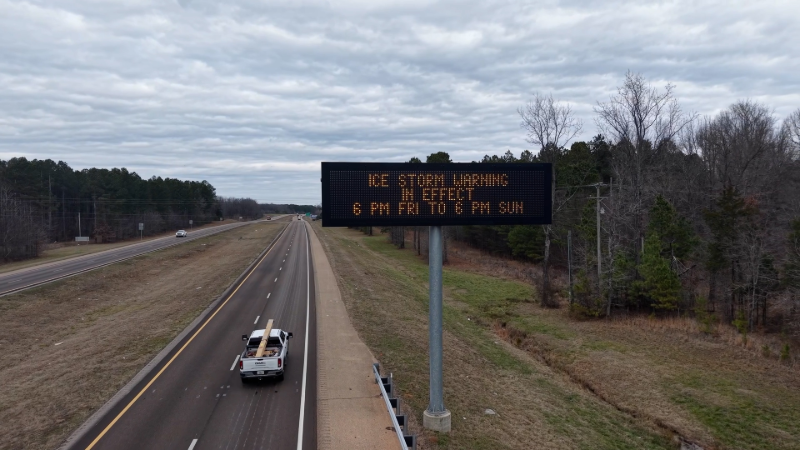 ICE STORM WARNING
IN EFFECT
6 PM FRI TO 6 PM SUN